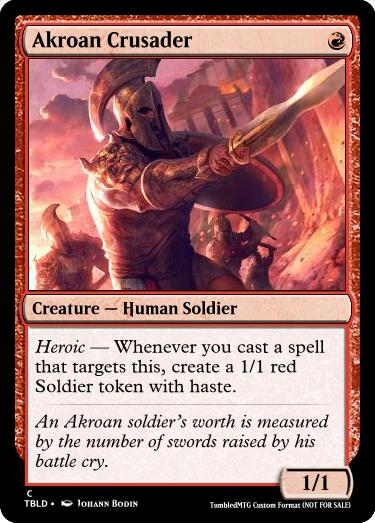 Akroan Crusader
Creature — Human Soldier
Heroic — Whenever you cast a spell
that targets this, create a 1/1 red
Soldier token with haste.
An Akroan soldier's worth is measured
by the number of swords raised by his
battle cry.
1/1
C
TBLD • Johann Bodin
TumbledMTG Custom Format (NOT FOR SALE)